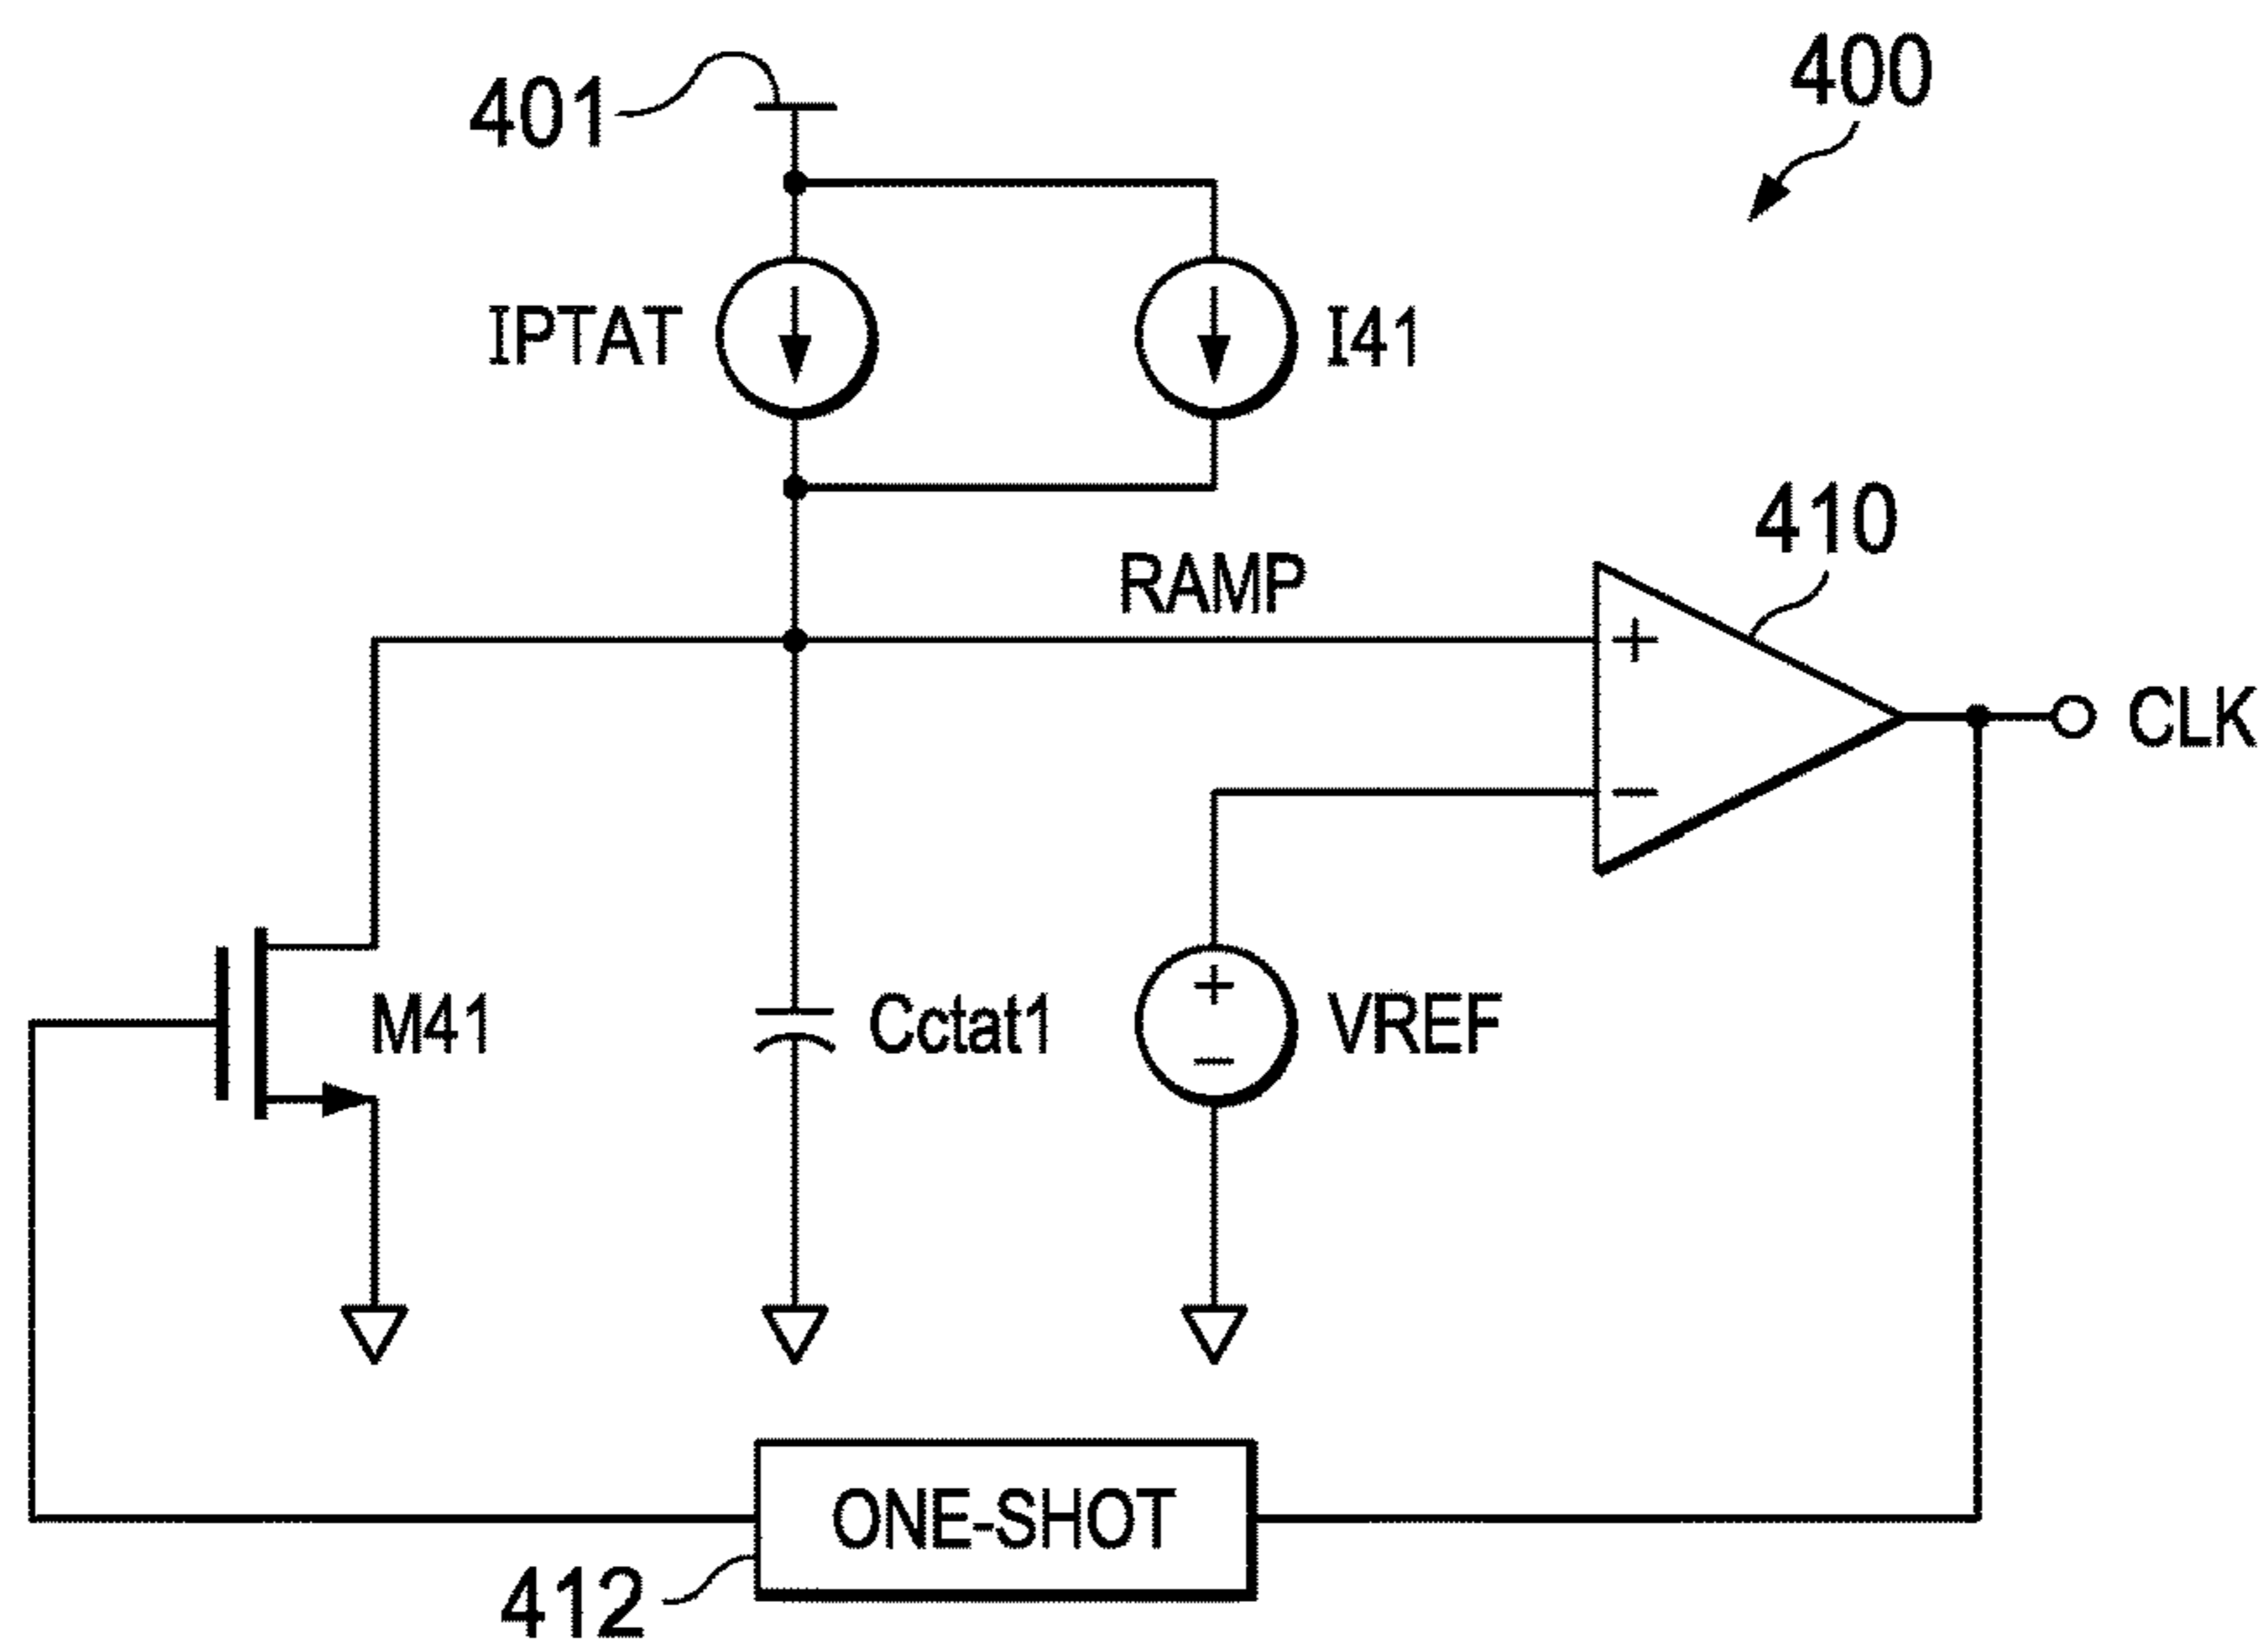 400
401
IPTAT
I41
410
RAMP
+
−
CLK
M41
Cctat1
+
−
VREF
ONE-SHOT
412